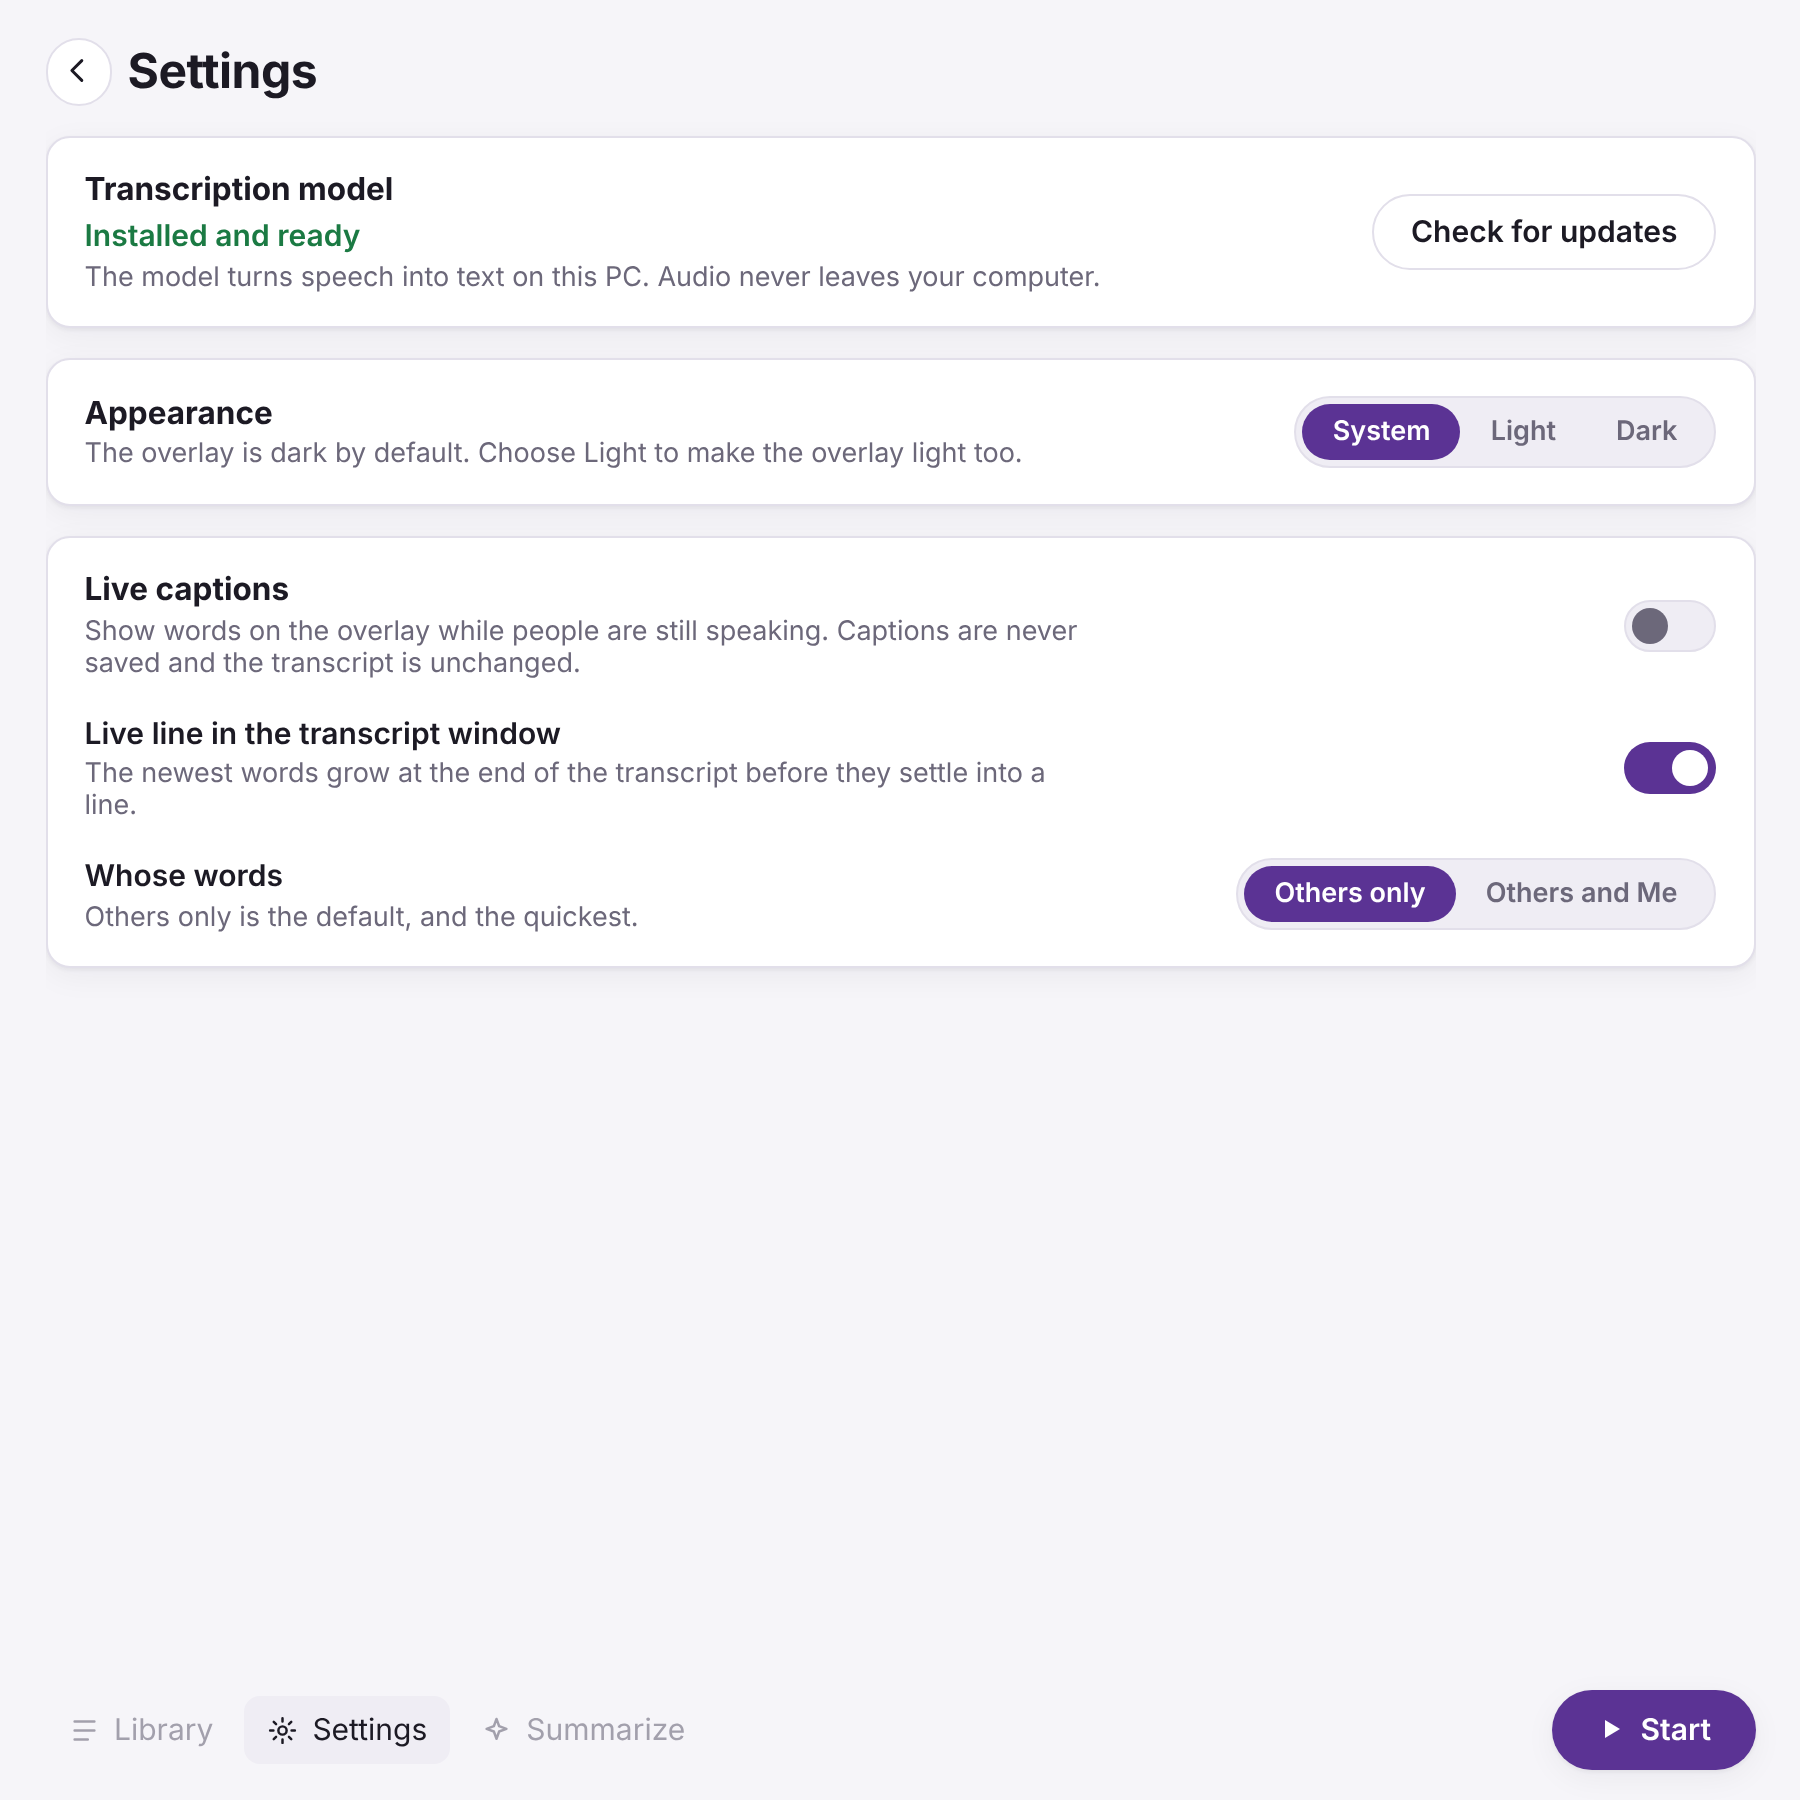 Settings
Transcription model
Installed and ready
The model turns speech into text on this PC. Audio never leaves your computer.
Check for updates
Appearance
The overlay is dark by default. Choose Light to make the overlay light too.
System Light Dark
Live captions
Show words on the overlay while people are still speaking. Captions are never
saved and the transcript is unchanged.
Live line in the transcript window
The newest words grow at the end of the transcript before they settle into a
line.
Whose words
Others only is the default, and the quickest.
Others only Others and Me
Library Settings Summarize Start